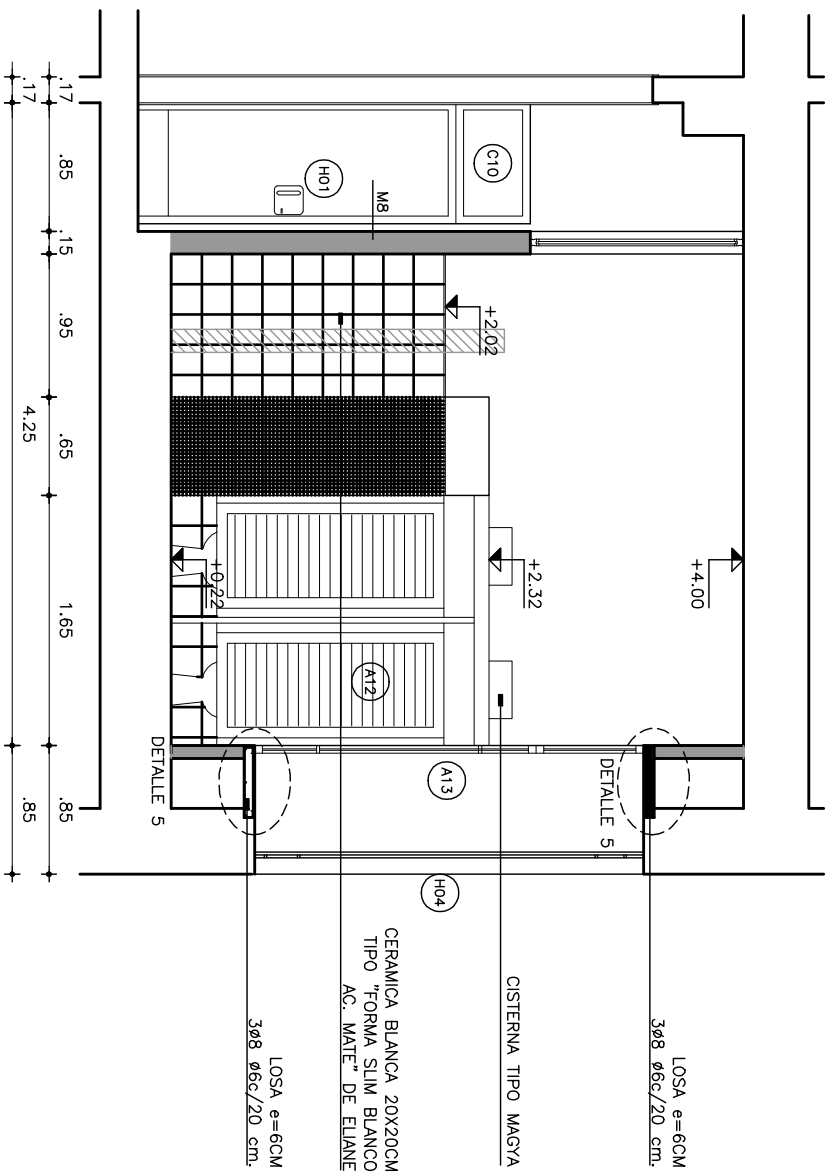 LOSA e=6CM
3Ø8 Ø6c/20 cm.
CISTERNA TIPO MAGYA
CERAMICA BLANCA 20X20CM
TIPO "FORMA SLIM BLANCO
AC. MATE" DE ELIANE
LOSA e=6CM
3Ø8 Ø6c/20 cm.
+4.00
+2.32
+2.02
+0.22
C10
H01
M8
A12
A13
H04
DETALLE 5
DETALLE 5
.17
.85
.15
.95
.65
1.65
.85
.17
4.25
.85